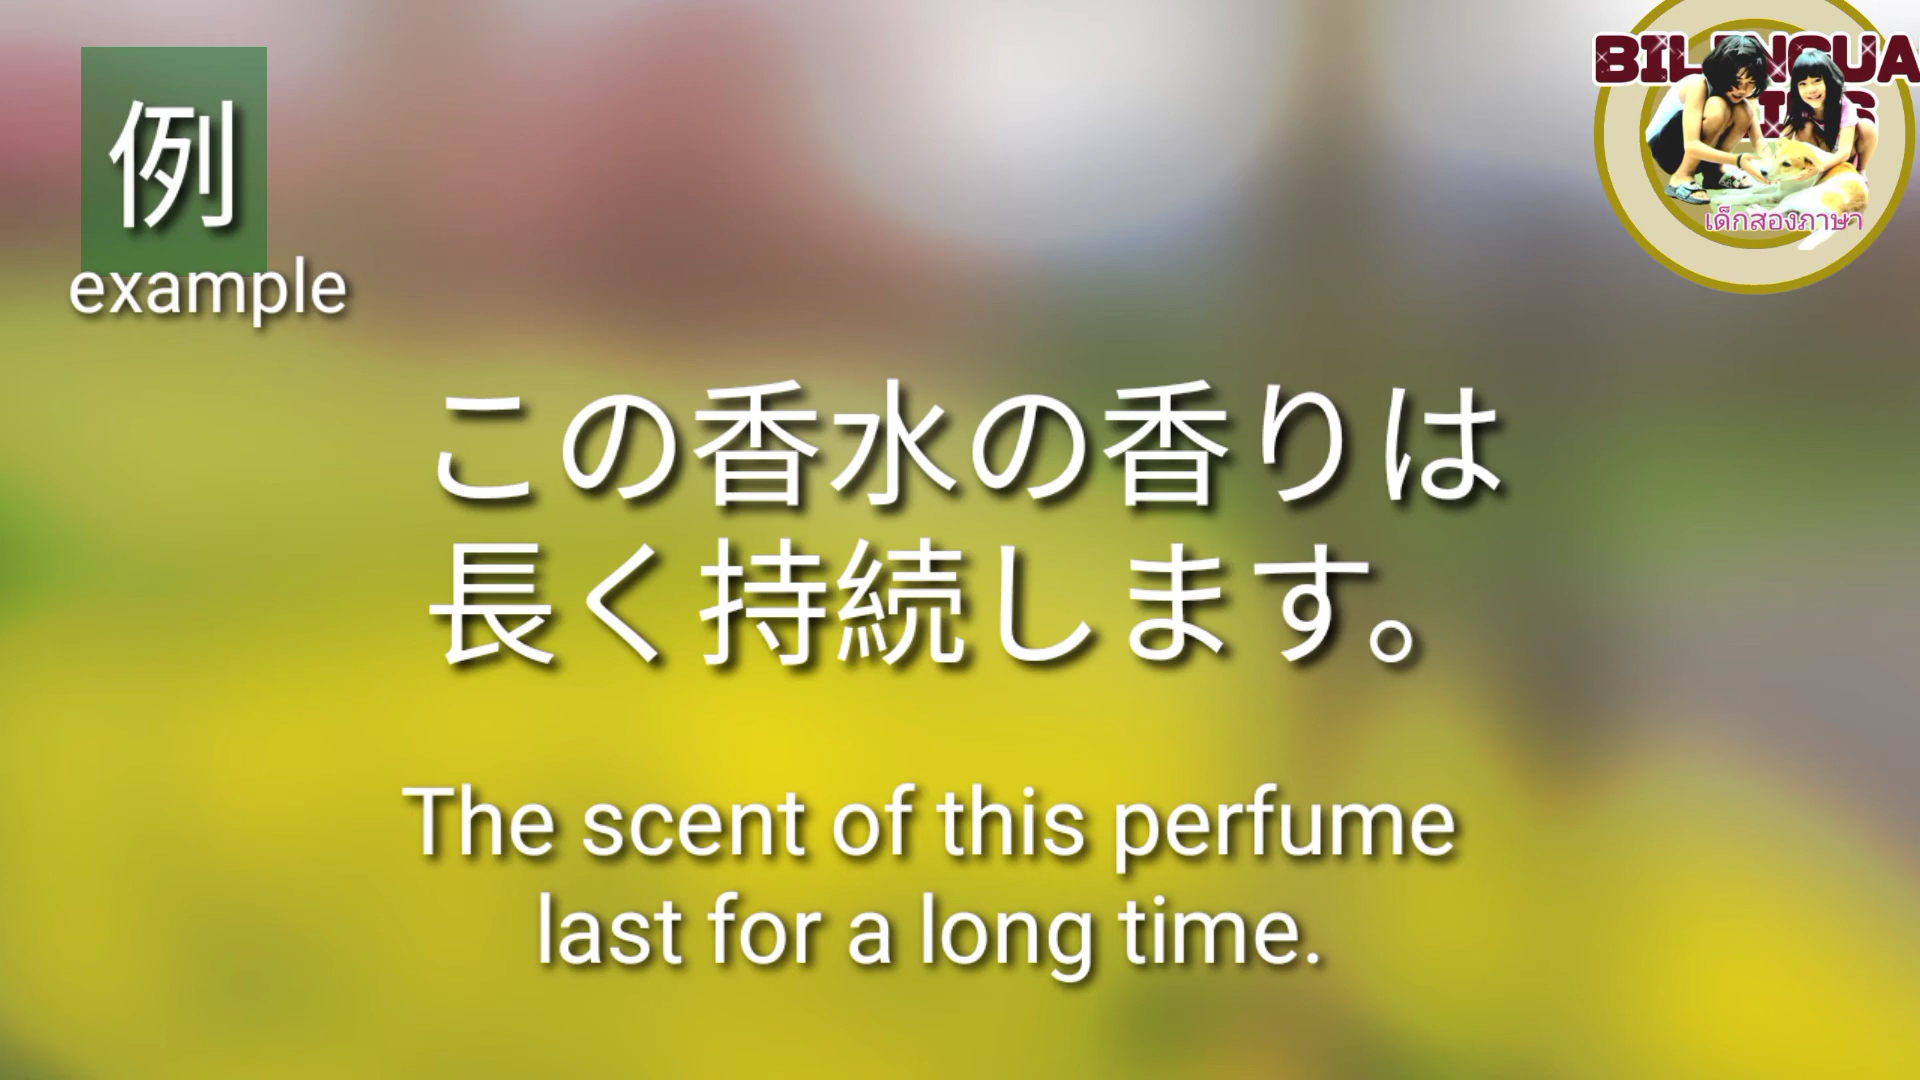 例
example
この香水の香りは
長く持続します。
The scent of this perfume
last for a long time.
เด็กสองภาษา